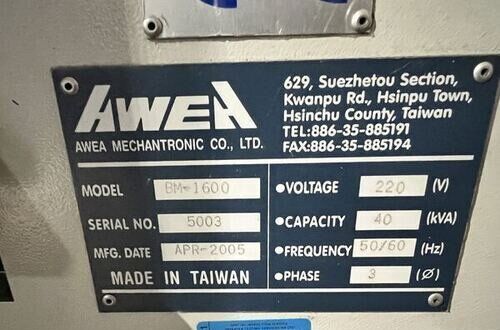 AWEA
AWEA MECHANTRONIC CO., LTD.
629, Suezhetou Section,
Kwanpu Rd., Hsinpu Town,
Hsinchu County, Taiwan
TEL:886-35-885191
FAX:886-35-885194
MODEL BM-1600
SERIAL NO. 5003
MFG. DATE APR-2005
MADE IN TAIWAN
•VOLTAGE 220 (V)
•CAPACITY 40 (kVA)
•FREQUENCY 50/60 (Hz)
•PHASE 3 (Ø)